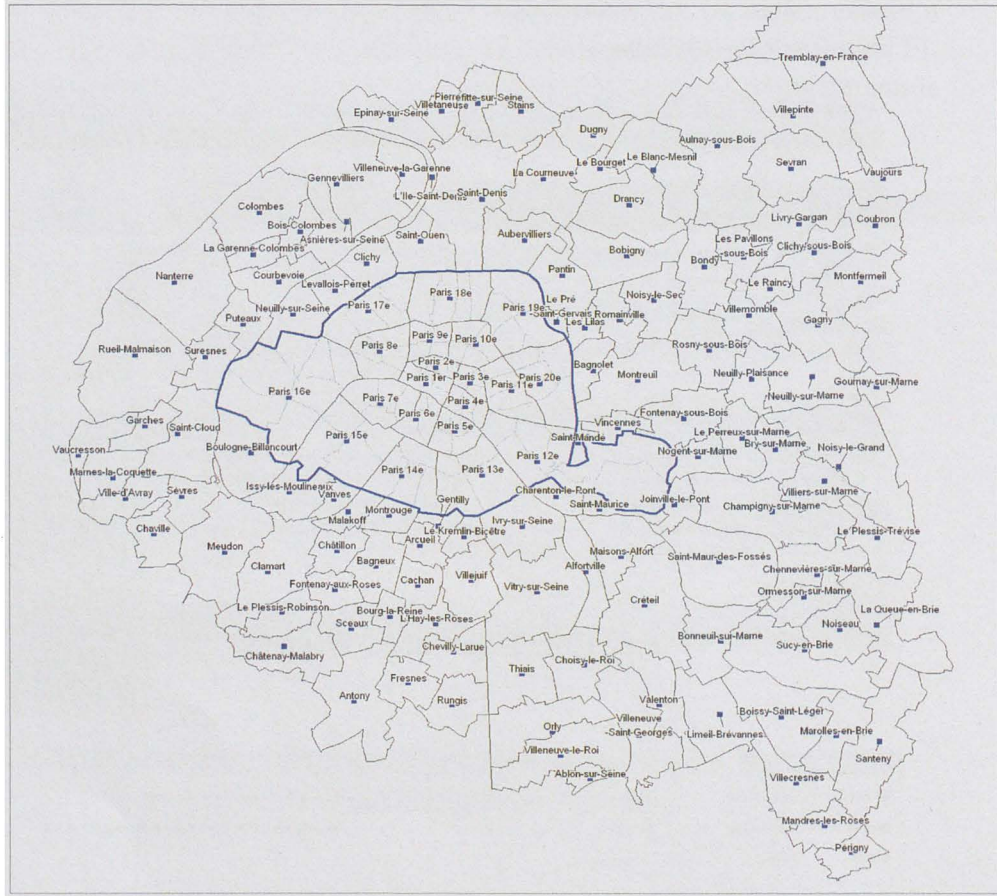 Tremblay-en-France
Pierrefitte-sur-Seine
Villetaneuse
Stains
Epinay-sur-Seine
Villepinte
Dugny
Aulnay-sous-Bois
Le Bourget
Le Blanc-Mesnil
Sevran
Villeneuve-la-Garenne
La Courneuve
Vaujours
Gennevilliers
L'Ile-Saint-Denis
Saint-Denis
Drancy
Colombes
Livry-Gargan
Coubron
Bois-Colombes
Asnières-sur-Seine
Saint-Ouen
Aubervilliers
Les Pavillons
-sous-Bois
Clichy-sous-Bois
La Garenne-Colombes
Clichy
Bobigny
Bondy
Nanterre
Courbevoie
Levallois-Perret
Pantin
Le Raincy
Montfermeil
Paris 18e
Noisy-le-Sec
Neuilly-sur-Seine
Paris 17e
Paris 19e
Le Pré
-Saint-Gervais
Romainville
Villemomble
Puteaux
Les Lilas
Gagny
Rueil-Malmaison
Suresnes
Paris 8e
Paris 9e
Paris 10e
Rosny-sous-Bois
Paris 2e
Bagnolet
Montreuil
Neuilly-Plaisance
Paris 16e
Paris 1er
Paris 3e
Paris 11e
Paris 20e
Neuilly-sur-Marne
Gournay-sur-Marne
Paris 7e
Paris 6e
Paris 4e
Garches
Saint-Cloud
Paris 5e
Vincennes
Fontenay-sous-Bois
Le Perreux-sur-Marne
Vaucresson
Boulogne-Billancourt
Paris 15e
Saint-Mandé
Nogent-sur-Marne
Bry-sur-Marne
Noisy-le-Grand
Marnes-la-Coquette
Paris 14e
Paris 13e
Paris 12e
Ville-d'Avray
Sèvres
Issy-les-Moulineaux
Vanves
Gentilly
Charenton-le-Pont
Joinville-le-Pont
Villiers-sur-Marne
Malakoff
Montrouge
Saint-Maurice
Champigny-sur-Marne
Chaville
Le Kremlin-Bicêtre
Ivry-sur-Seine
Le Plessis-Trévise
Meudon
Châtillon
Arcueil
Maisons-Alfort
Saint-Maur-des-Fossés
Clamart
Bagneux
Alfortville
Chennevières-sur-Marne
Fontenay-aux-Roses
Cachan
Villejuif
Vitry-sur-Seine
Ormesson-sur-Marne
Le Plessis-Robinson
Bourg-la-Reine
Créteil
La Queue-en-Brie
Sceaux
L'Hay-les-Roses
Noiseau
Châtenay-Malabry
Chevilly-Larue
Bonneuil-sur-Marne
Sucy-en-Brie
Thiais
Choisy-le-Roi
Antony
Fresnes
Rungis
Valenton
Boissy-Saint-Léger
Orly
Villeneuve
-Saint-Georges
Limeil-Brévannes
Marolles-en-Brie
Villeneuve-le-Roi
Santeny
Ablon-sur-Seine
Villecresnes
Mandres-les-Roses
Périgny